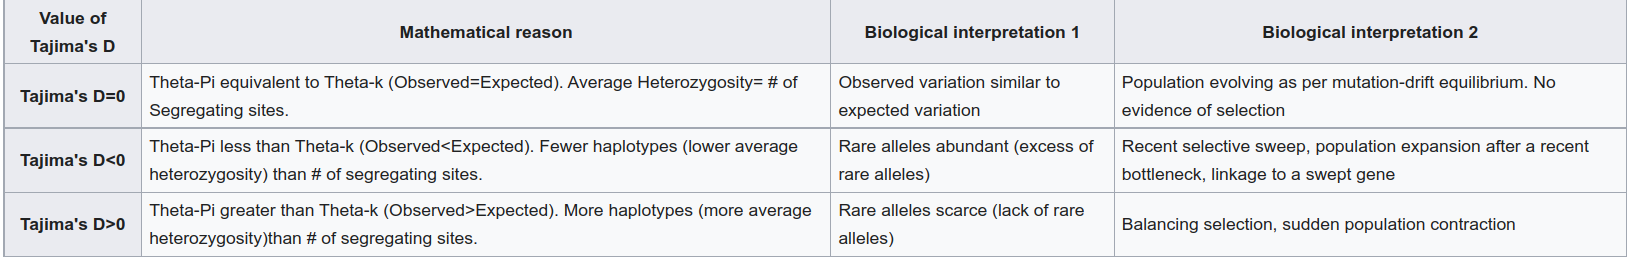 Value of
Tajima's D
Mathematical reason
Biological interpretation 1
Biological interpretation 2
Tajima's D=0
Theta-Pi equivalent to Theta-k (Observed=Expected). Average Heterozygosity= # of
Segregating sites.
Observed variation similar to
expected variation
Population evolving as per mutation-drift equilibrium. No
evidence of selection
Tajima's D<0
Theta-Pi less than Theta-k (Observed<Expected). Fewer haplotypes (lower average
heterozygosity) than # of segregating sites.
Rare alleles abundant (excess of
rare alleles)
Recent selective sweep, population expansion after a recent
bottleneck, linkage to a swept gene
Tajima's D>0
Theta-Pi greater than Theta-k (Observed>Expected). More haplotypes (more average
heterozygosity)than # of segregating sites.
Rare alleles scarce (lack of rare
alleles)
Balancing selection, sudden population contraction